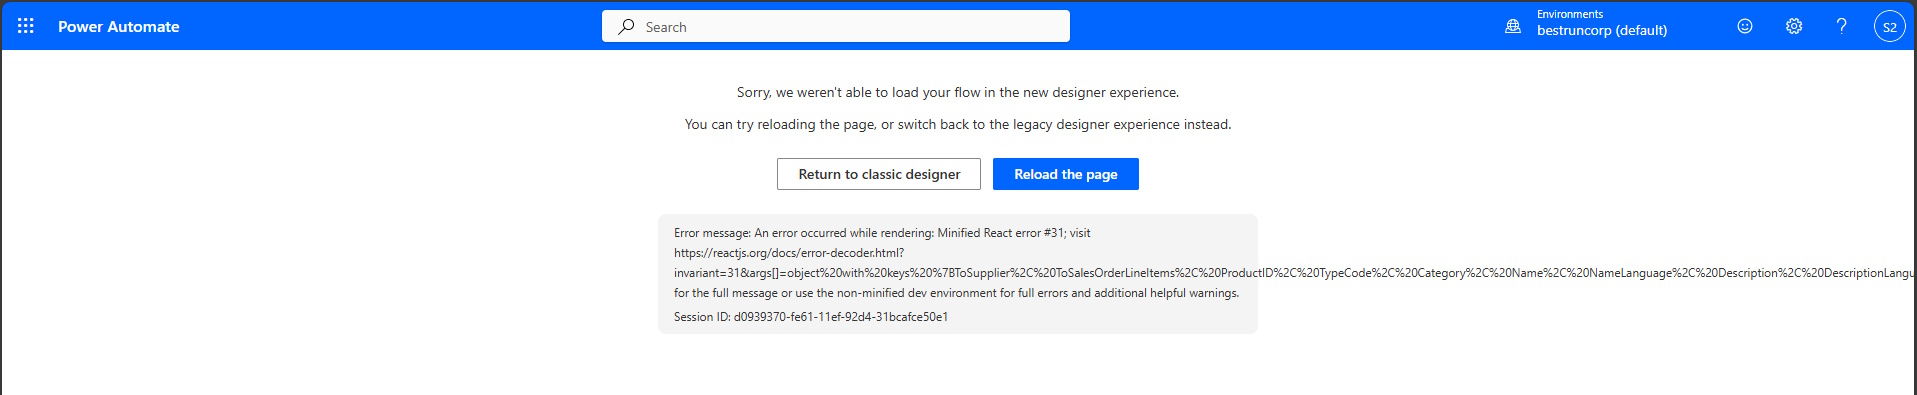 Power Automate
Search
Environments
bestruncorp (default)
S2
Sorry, we weren't able to load your flow in the new designer experience.
You can try reloading the page, or switch back to the legacy designer experience instead.
Return to classic designer
Reload the page
Error message: An error occurred while rendering: Minified React error #31; visit
https://reactjs.org/docs/error-decoder.html?
invariant=31&args[]=object%20with%20keys%20%7BToSupplier%2C%20ToSalesOrderLineItems%2C%20ProductID%2C%20TypeCode%2C%20Category%2C%20Name%2C%20NameLanguage%2C%20Description%2C%20DescriptionLangu
for the full message or use the non-minified dev environment for full errors and additional helpful warnings.
Session ID: d0939370-fe61-11ef-92d4-31bcafce50e1